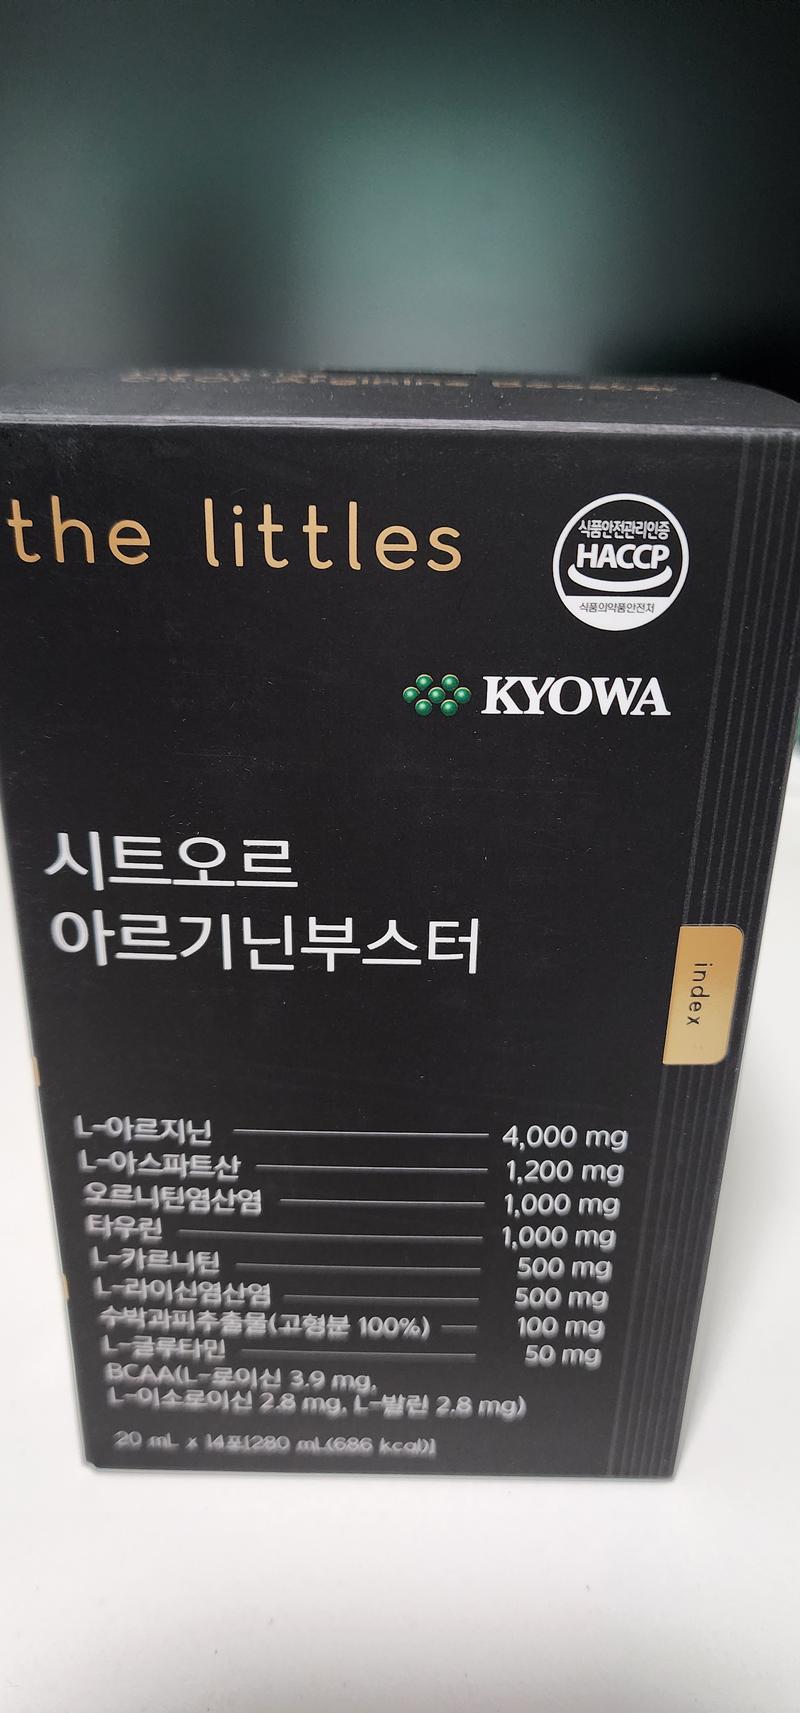 the littles
식품안전관리인증
HACCP
식품의약품안전처
KYOWA
시트오르
아르기닌부스터
index
L-아르지닌 4,000 mg
L-아스파트산 1,200 mg
오르니틴염산염 1,000 mg
타우린 1,000 mg
L-카르니틴 500 mg
L-라이신염산염 500 mg
수박과피추출물(고형분 100%) 100 mg
L-글루타민 50 mg
BCAA(L-로이신 3.9 mg,
L-이소로이신 2.8 mg, L-발린 2.8 mg)
20 mL x 14포[280 mL(686 kcal)]